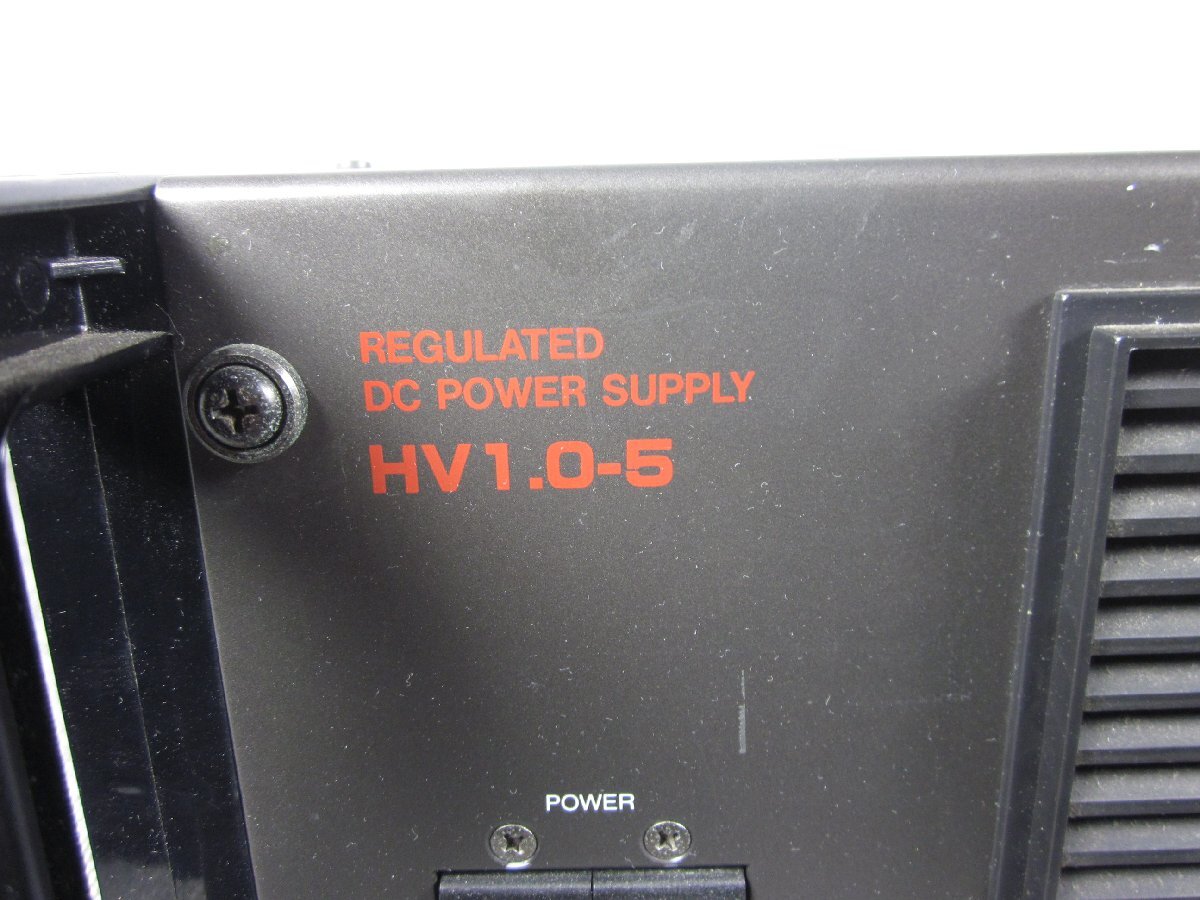 REGULATED
DC POWER SUPPLY
HV1.0-5
POWER